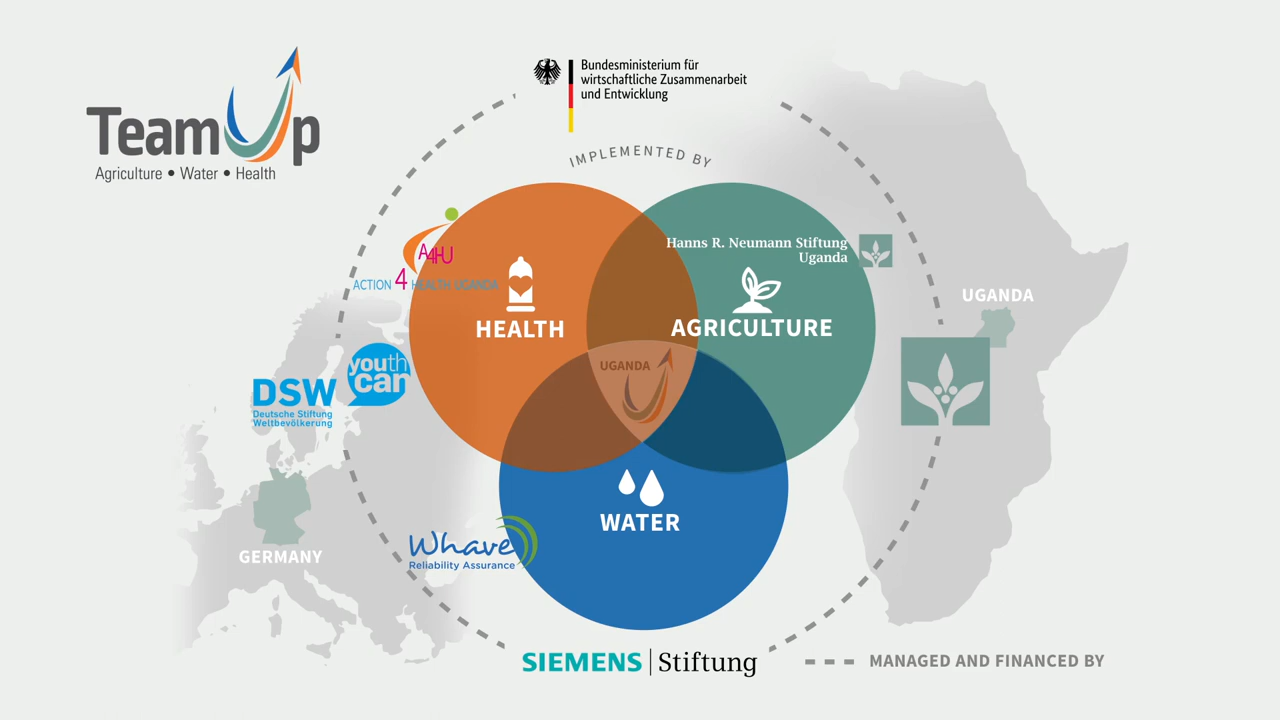 TeamUp
Agriculture • Water • Health
Bundesministerium für
wirtschaftliche Zusammenarbeit
und Entwicklung
IMPLEMENTED BY
A4HU
ACTION 4 HEALTH UGANDA
Hanns R. Neumann Stiftung
Uganda
HEALTH
AGRICULTURE
UGANDA
UGANDA
youth
can
DSW
Deutsche Stiftung
Weltbevölkerung
WATER
GERMANY
Whave
Reliability Assurance
SIEMENS | Stiftung
MANAGED AND FINANCED BY